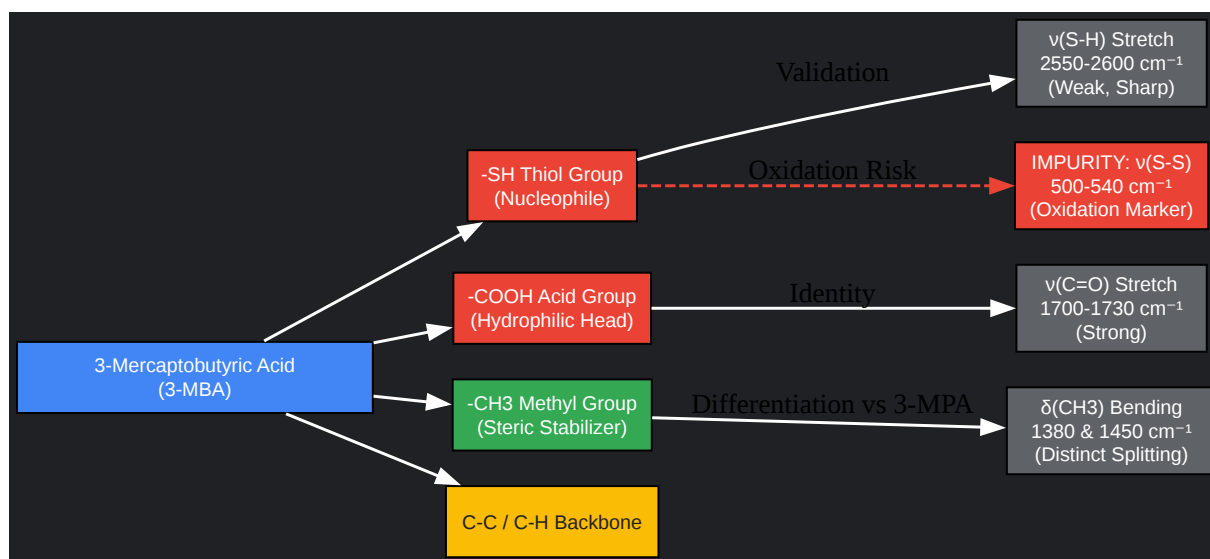 3-Mercaptobutyric Acid
(3-MBA)
-SH Thiol Group
(Nucleophile)
-COOH Acid Group
(Hydrophilic Head)
-CH3 Methyl Group
(Steric Stabilizer)
C-C / C-H Backbone
Validation
Oxidation Risk
Identity
Differentiation vs 3-MPA
ν(S-H) Stretch
2550-2600 cm⁻¹
(Weak, Sharp)
IMPURITY: ν(S-S)
500-540 cm⁻¹
(Oxidation Marker)
ν(C=O) Stretch
1700-1730 cm⁻¹
(Strong)
δ(CH3) Bending
1380 & 1450 cm⁻¹
(Distinct Splitting)